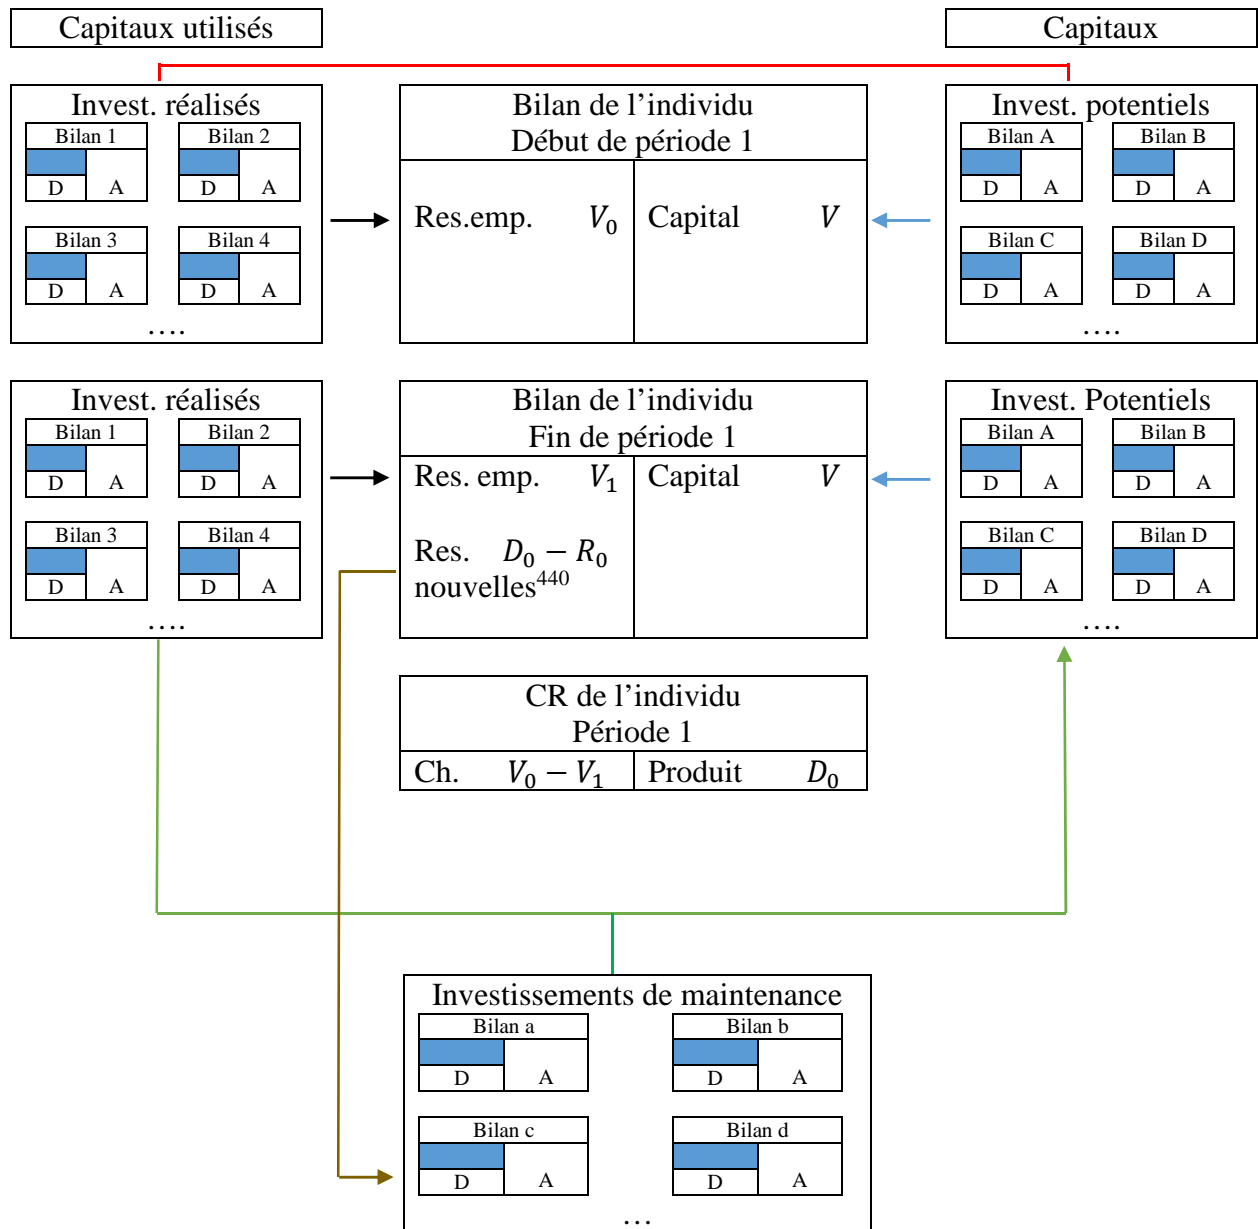 Capitaux utilisés
Capitaux
Invest. réalisés
Bilan 1
Bilan 2
D A
D A
Bilan 3
Bilan 4
D A
D A
….
Bilan de l’individu
Début de période 1
Res.emp. V₀
Capital V
Invest. potentiels
Bilan A
Bilan B
D A
D A
Bilan C
Bilan D
D A
D A
….
Invest. réalisés
Bilan 1
Bilan 2
D A
D A
Bilan 3
Bilan 4
D A
D A
….
Bilan de l’individu
Fin de période 1
Res. emp. V₁
Res. D₀ − R₀
nouvelles⁴⁴⁰
Capital V
Invest. Potentiels
Bilan A
Bilan B
D A
D A
Bilan C
Bilan D
D A
D A
….
CR de l’individu
Période 1
Ch. V₀ − V₁
Produit D₀
Investissements de maintenance
Bilan a
Bilan b
D A
D A
Bilan c
Bilan d
D A
D A
…